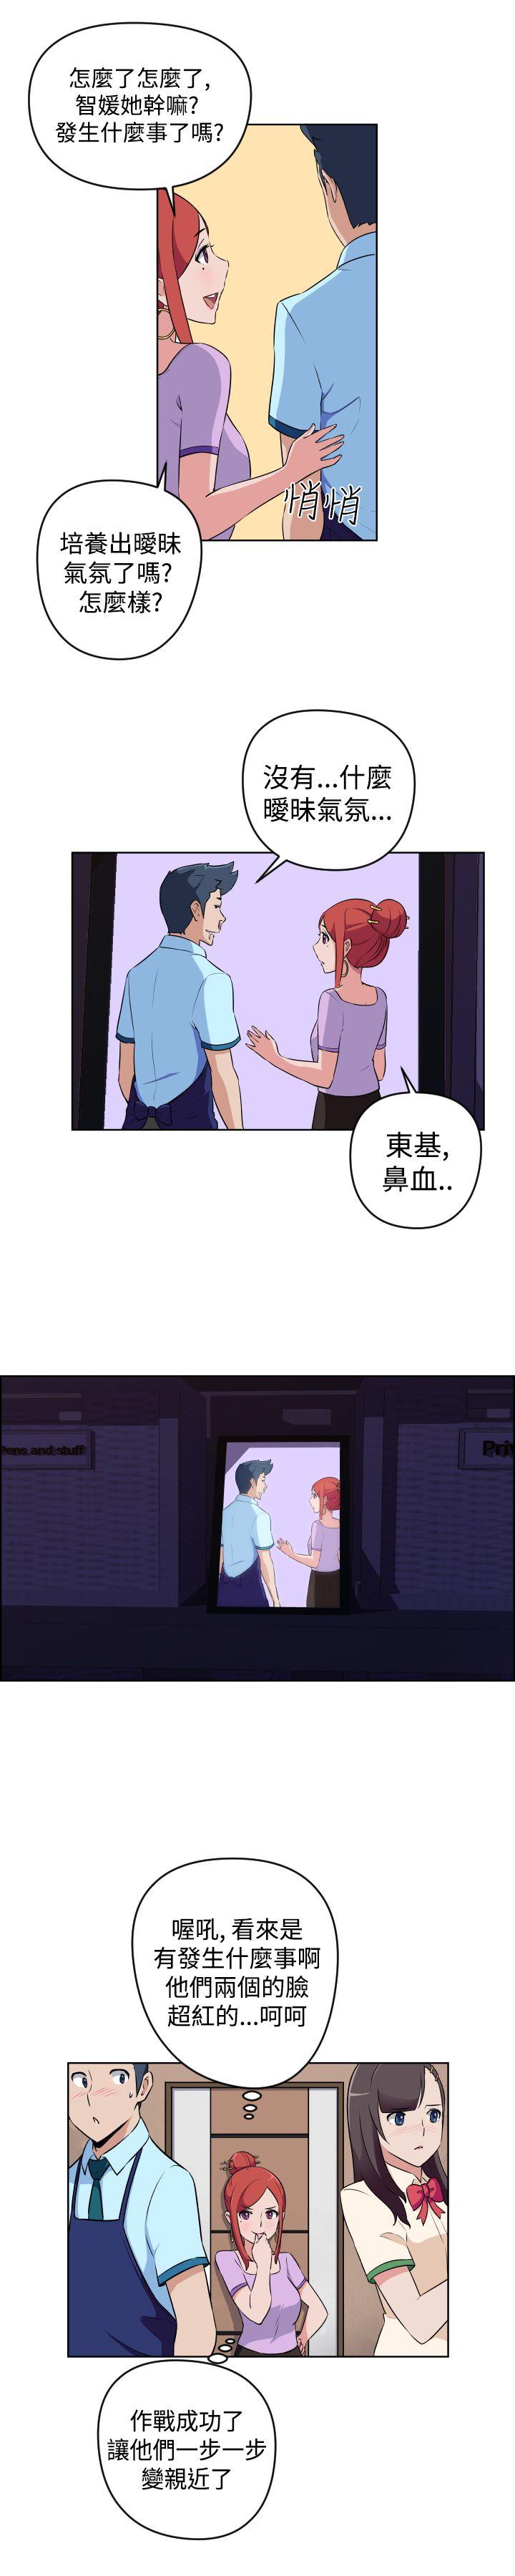 怎麼了怎麼了,
智媛她幹嘛?
發生什麼事了嗎?
悄悄
培養出曖昧
氣氛了嗎?
怎麼樣?
沒有...什麼
曖昧氣氛...
東基,
鼻血..
Pens and stuff
Priv
喔吼, 看來是
有發生什麼事啊
他們兩個的臉
超紅的...呵呵
作戰成功了
讓他們一步一步
變親近了